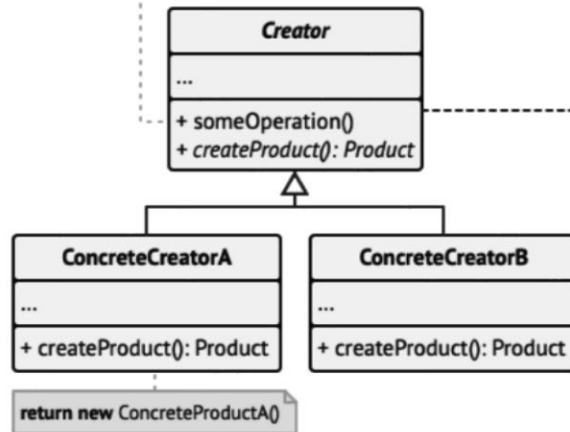 Creator
...
+ someOperation()
+ createProduct(): Product
ConcreteCreatorA
...
+ createProduct(): Product
ConcreteCreatorB
...
+ createProduct(): Product
return new ConcreteProductA()